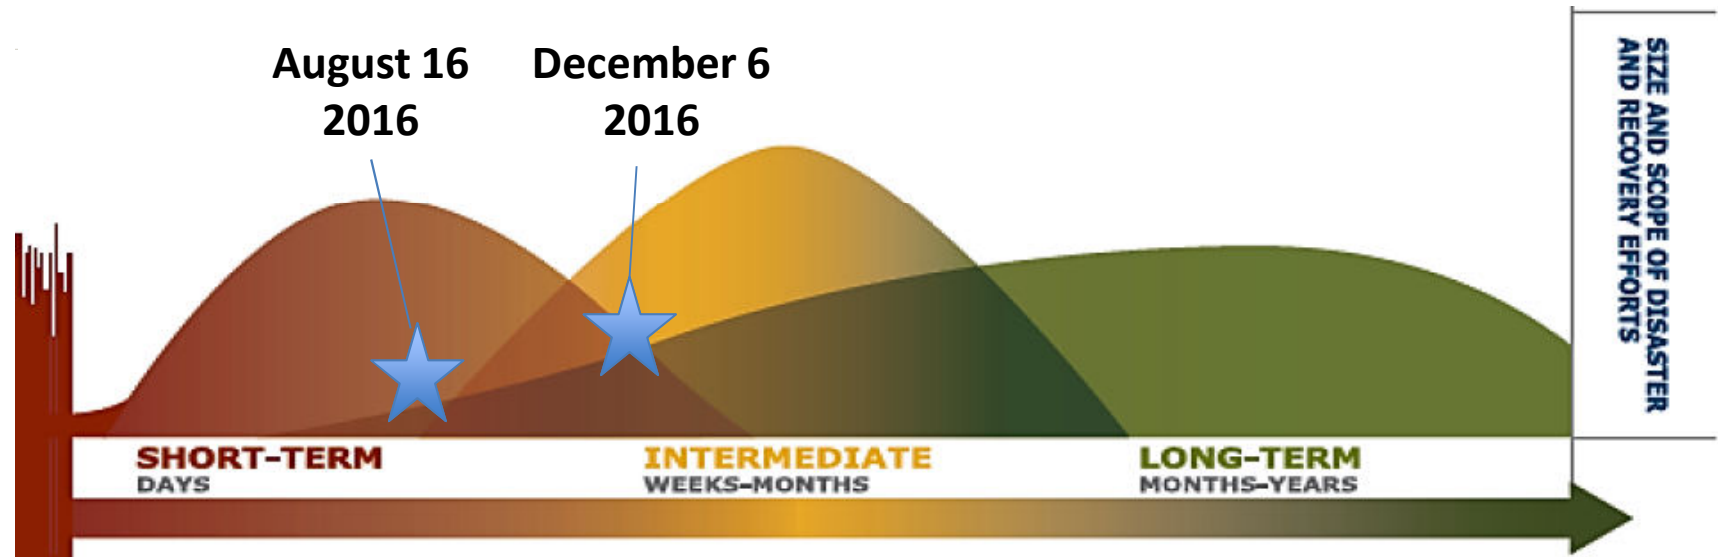 August 16
2016
December 6
2016
SIZE AND SCOPE OF DISASTER
AND RECOVERY EFFORTS
SHORT-TERM
DAYS
INTERMEDIATE
WEEKS-MONTHS
LONG-TERM
MONTHS-YEARS